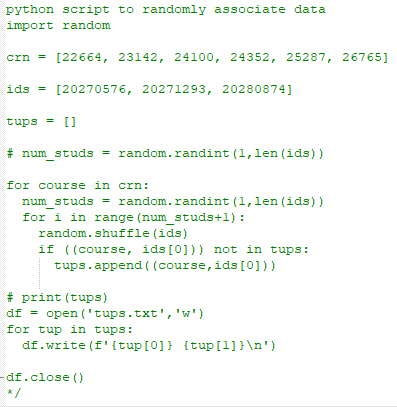 python script to randomly associate data
import random
crn = [22664, 23142, 24100, 24352, 25287, 26765]
ids = [20270576, 20271293, 20280874]
tups = []
# num_studs = random.randint(1,len(ids))
for course in crn:
  num_studs = random.randint(1,len(ids))
  for i in range(num_studs+1):
    random.shuffle(ids)
    if ((course, ids[0])) not in tups:
      tups.append((course,ids[0]))
# print(tups)
df = open('tups.txt','w')
for tup in tups:
  df.write(f'{tup[0]} {tup[1]}\n')
df.close()
*/